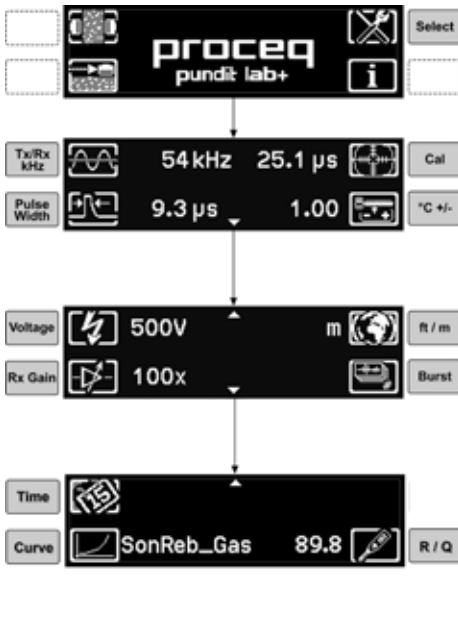 Select
proceq
pundit lab+
i
Tx/Rx
kHz
54 kHz 25.1 µs
Cal
Pulse
Width
9.3 µs 1.00
°C +/-
Voltage
500V m
ft / m
Rx Gain
100x
Burst
Time
15
Curve
SonReb_Gas 89.8
R / Q